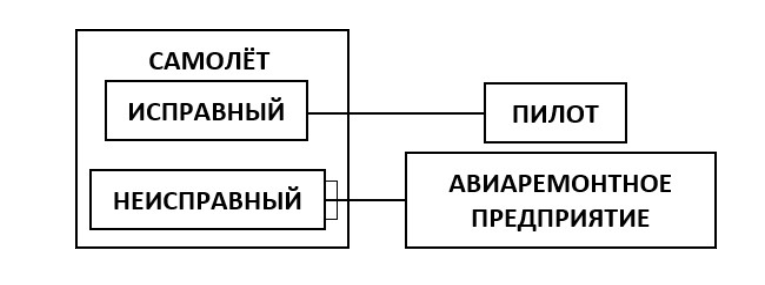 САМОЛЁТ
ИСПРАВНЫЙ
ПИЛОТ
НЕИСПРАВНЫЙ
АВИАРЕМОНТНОЕ
ПРЕДПРИЯТИЕ